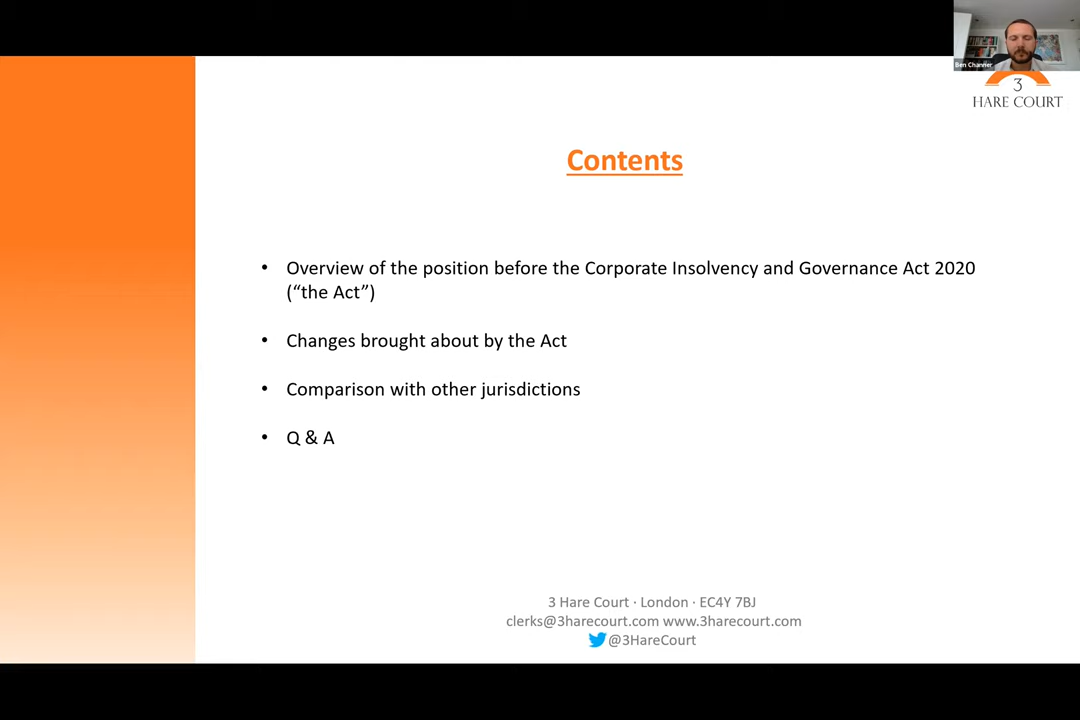 Ben Channer
3
HARE COURT
Contents
• Overview of the position before the Corporate Insolvency and Governance Act 2020
(“the Act”)
• Changes brought about by the Act
• Comparison with other jurisdictions
• Q & A
3 Hare Court · London · EC4Y 7BJ
clerks@3harecourt.com www.3harecourt.com
@3HareCourt